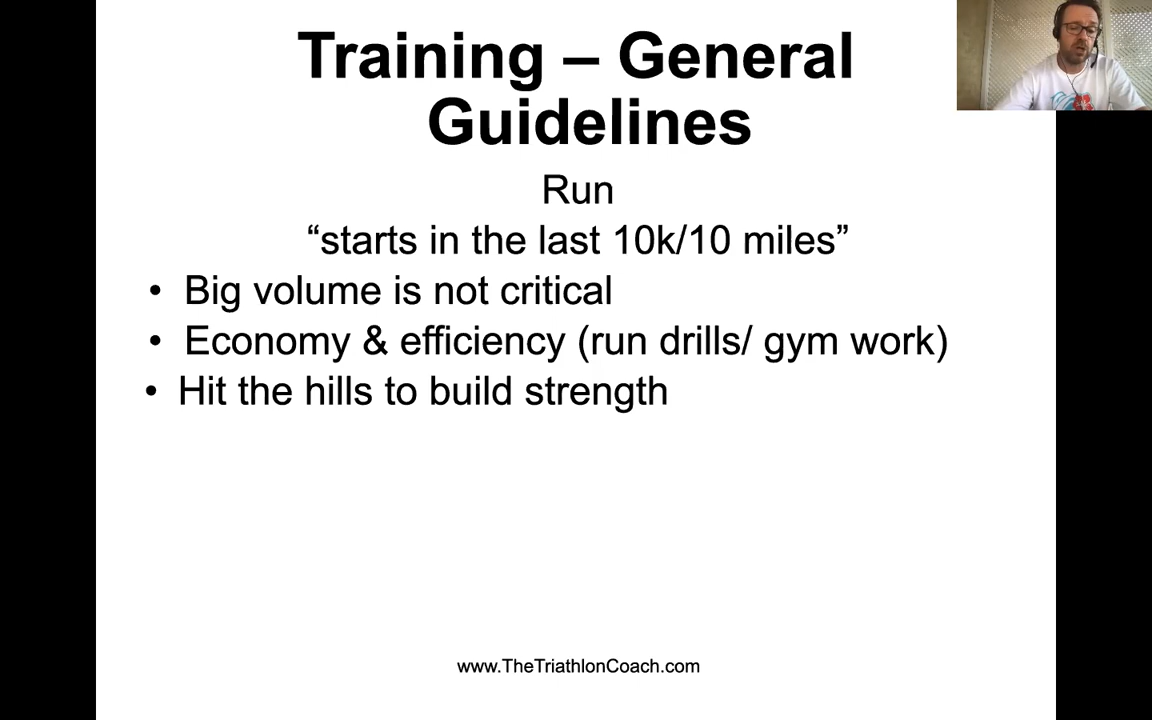 Training – General
Guidelines
Run
“starts in the last 10k/10 miles”
• Big volume is not critical
• Economy & efficiency (run drills/ gym work)
• Hit the hills to build strength
www.TheTriathlonCoach.com